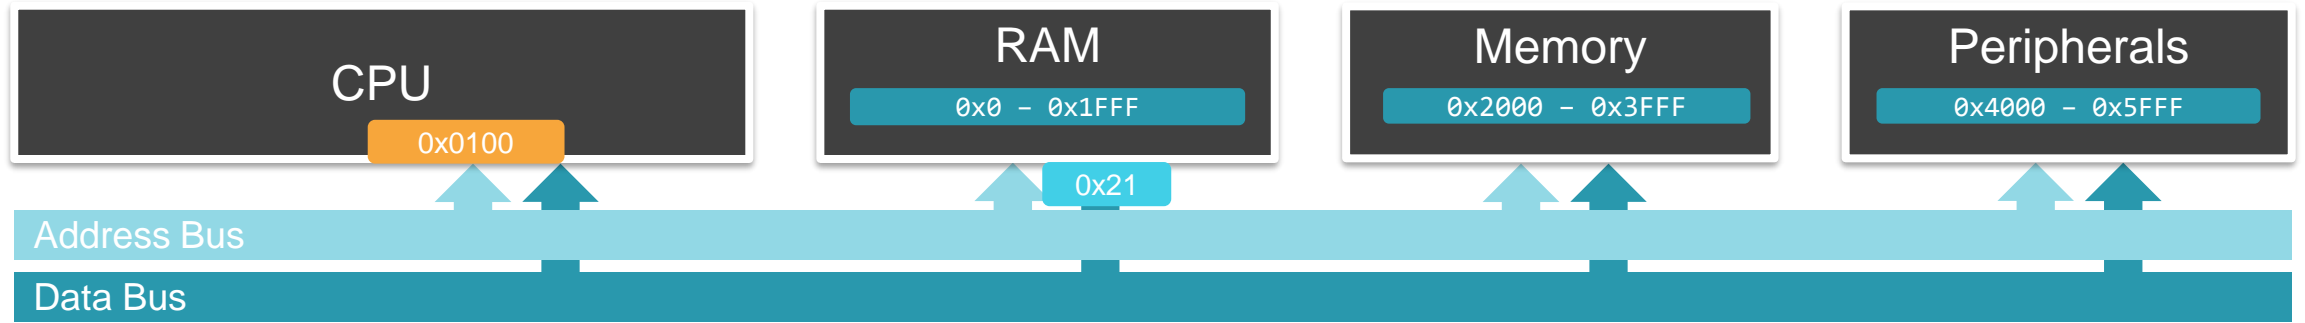 CPU
0x0100
RAM
0x0 – 0x1FFF
0x21
Memory
0x2000 – 0x3FFF
Peripherals
0x4000 – 0x5FFF
Address Bus
Data Bus